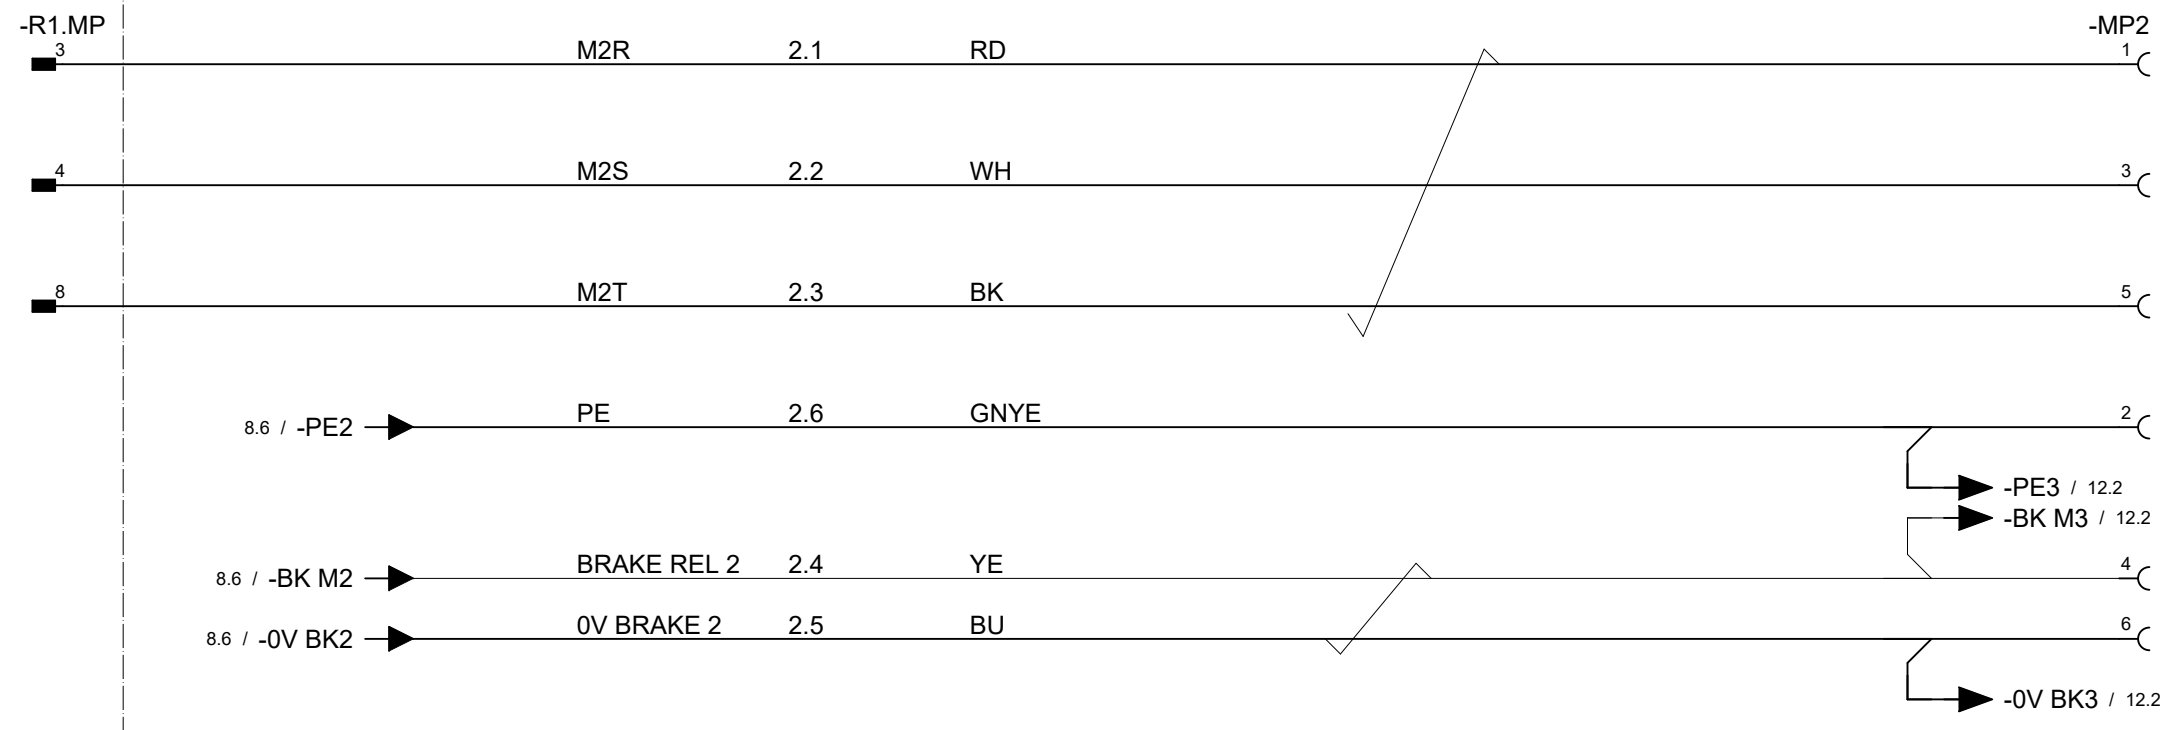 -R1.MP -MP2
3 M2R 2.1 RD 1
4 M2S 2.2 WH 3
8 M2T 2.3 BK 5
8.6 / -PE2 PE 2.6 GNYE 2
-PE3 / 12.2
-BK M3 / 12.2
8.6 / -BK M2 BRAKE REL 2 2.4 YE 4
8.6 / -0V BK2 0V BRAKE 2 2.5 BU 6
-0V BK3 / 12.2